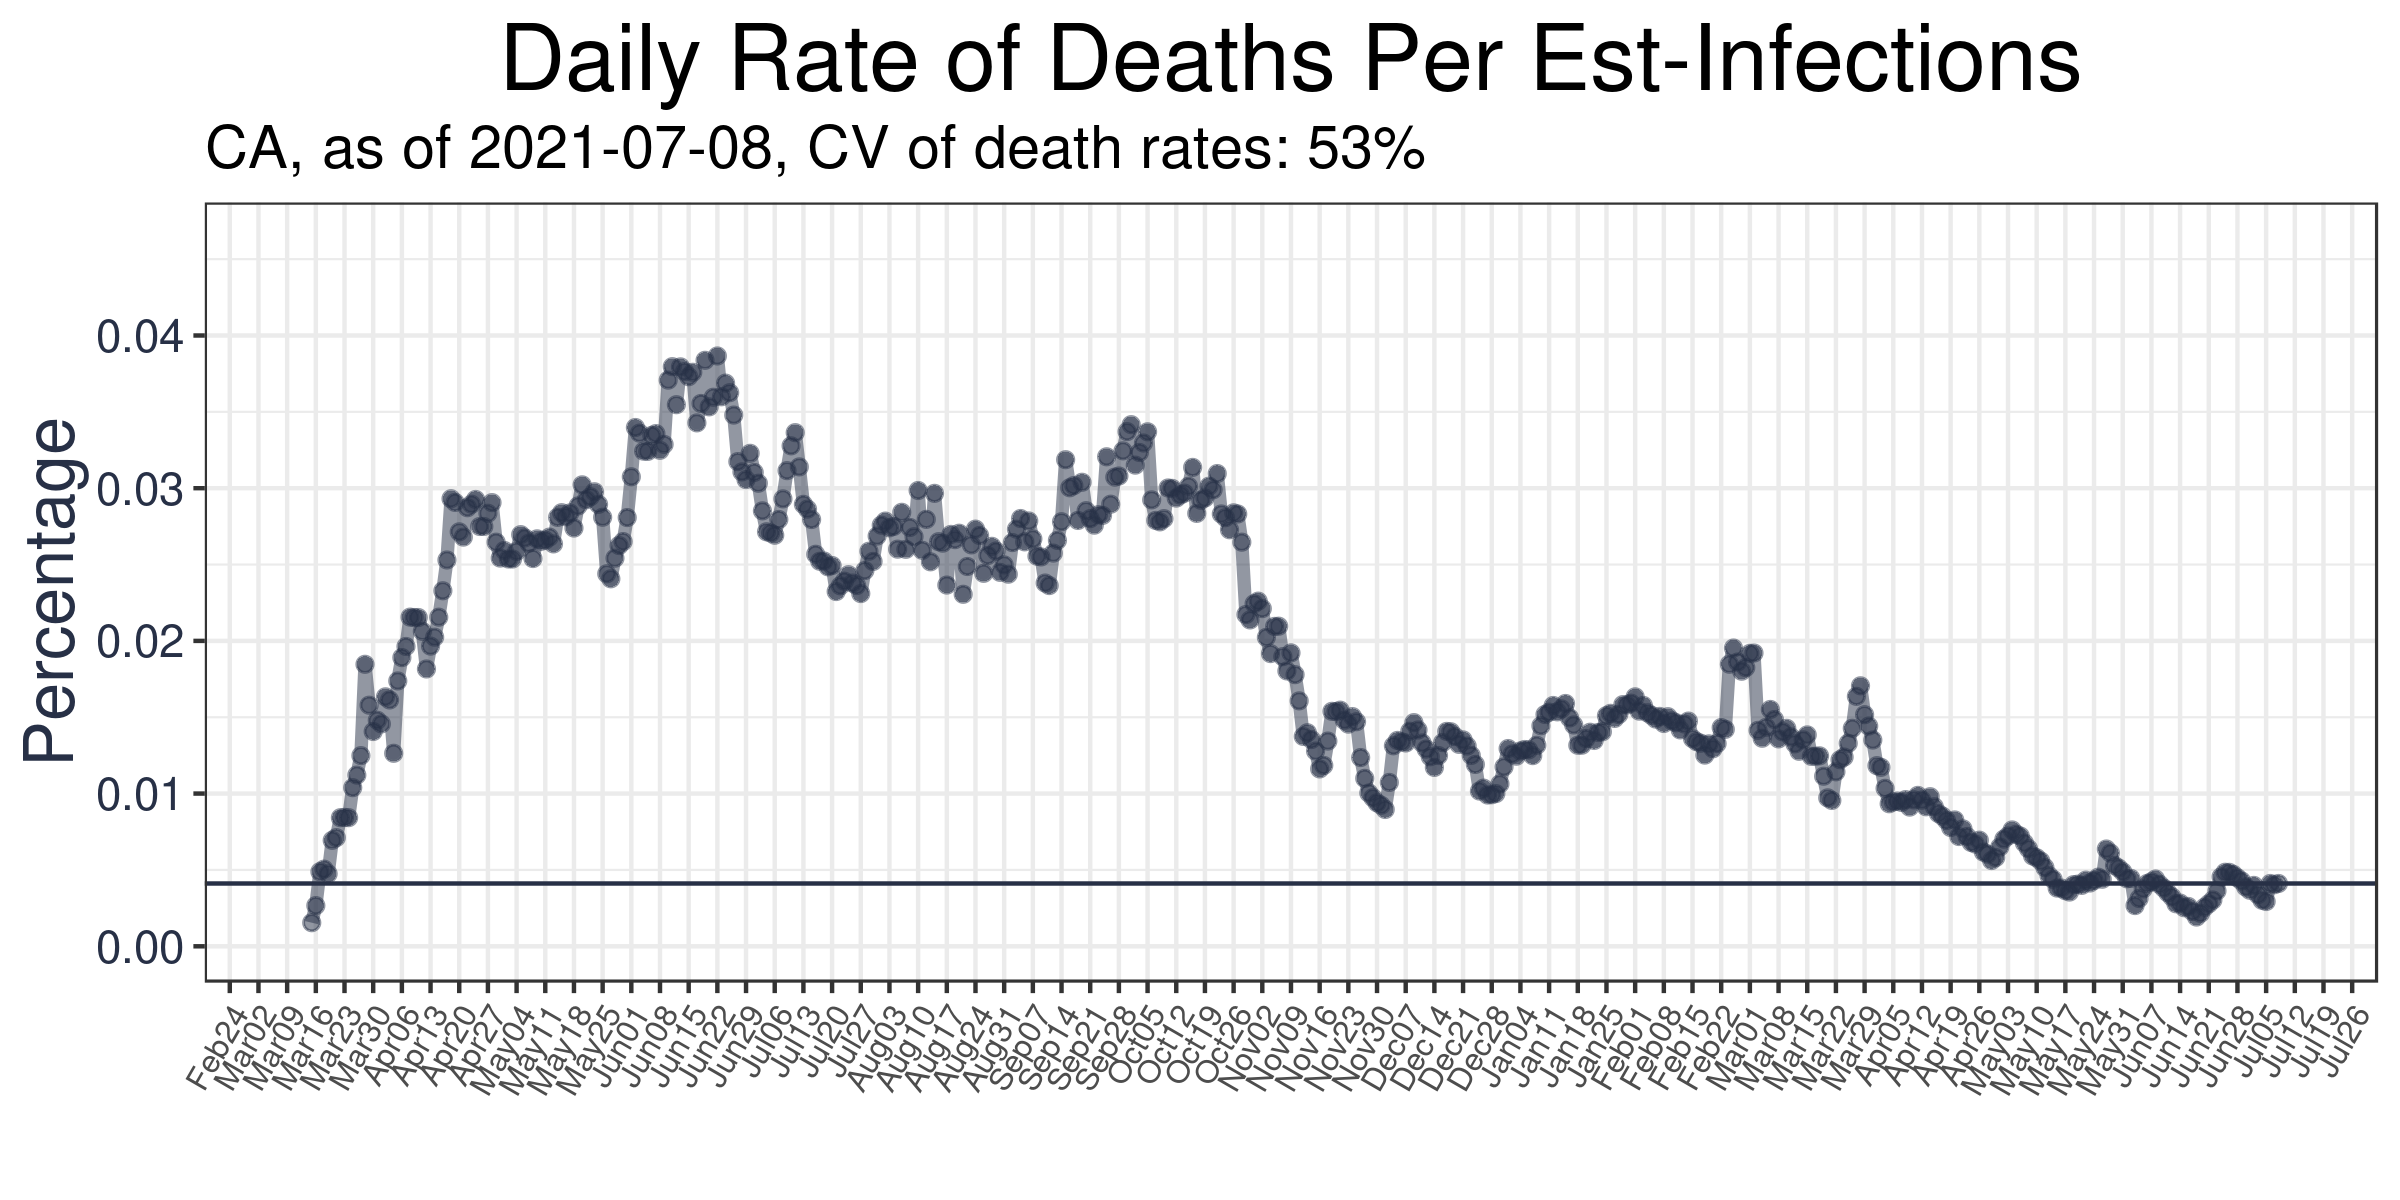 Daily Rate of Deaths Per Est-Infections
CA, as of 2021-07-08, CV of death rates: 53%
Percentage
0.04
0.03
0.02
0.01
0.00
Feb24
Mar02
Mar09
Mar16
Mar23
Mar30
Apr06
Apr13
Apr20
Apr27
May04
May11
May18
May25
Jun01
Jun08
Jun15
Jun22
Jun29
Jul06
Jul13
Jul20
Jul27
Aug03
Aug10
Aug17
Aug24
Aug31
Sep07
Sep14
Sep21
Sep28
Oct05
Oct12
Oct19
Oct26
Nov02
Nov09
Nov16
Nov23
Nov30
Dec07
Dec14
Dec21
Dec28
Jan04
Jan11
Jan18
Jan25
Feb01
Feb08
Feb15
Feb22
Mar01
Mar08
Mar15
Mar22
Mar29
Apr05
Apr12
Apr19
Apr26
May03
May10
May17
May24
May31
Jun07
Jun14
Jun21
Jun28
Jul05
Jul12
Jul19
Jul26